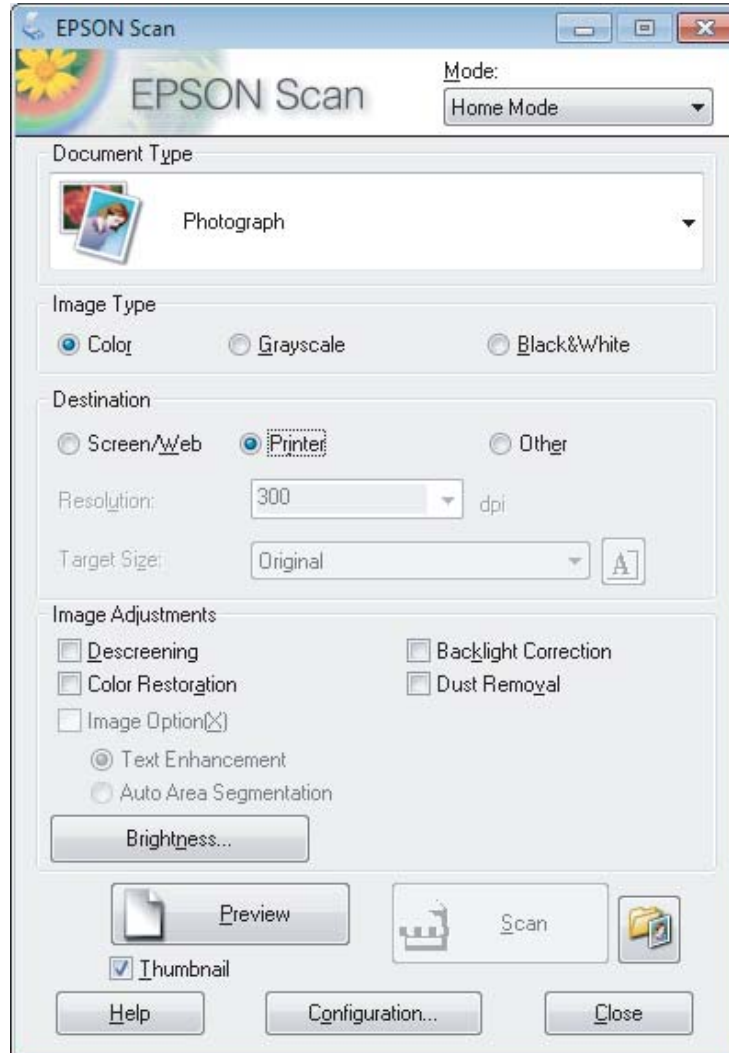 EPSON Scan
EPSON Scan
Mode:
Home Mode
Document Type
Photograph
Image Type
Color Grayscale Black&White
Destination
Screen/Web Printer Other
Resolution: 300 dpi
Target Size: Original A
Image Adjustments
Descreening Backlight Correction
Color Restoration Dust Removal
Image Option(X)
Text Enhancement
Auto Area Segmentation
Brightness...
Preview Scan
Thumbnail
Help Configuration... Close